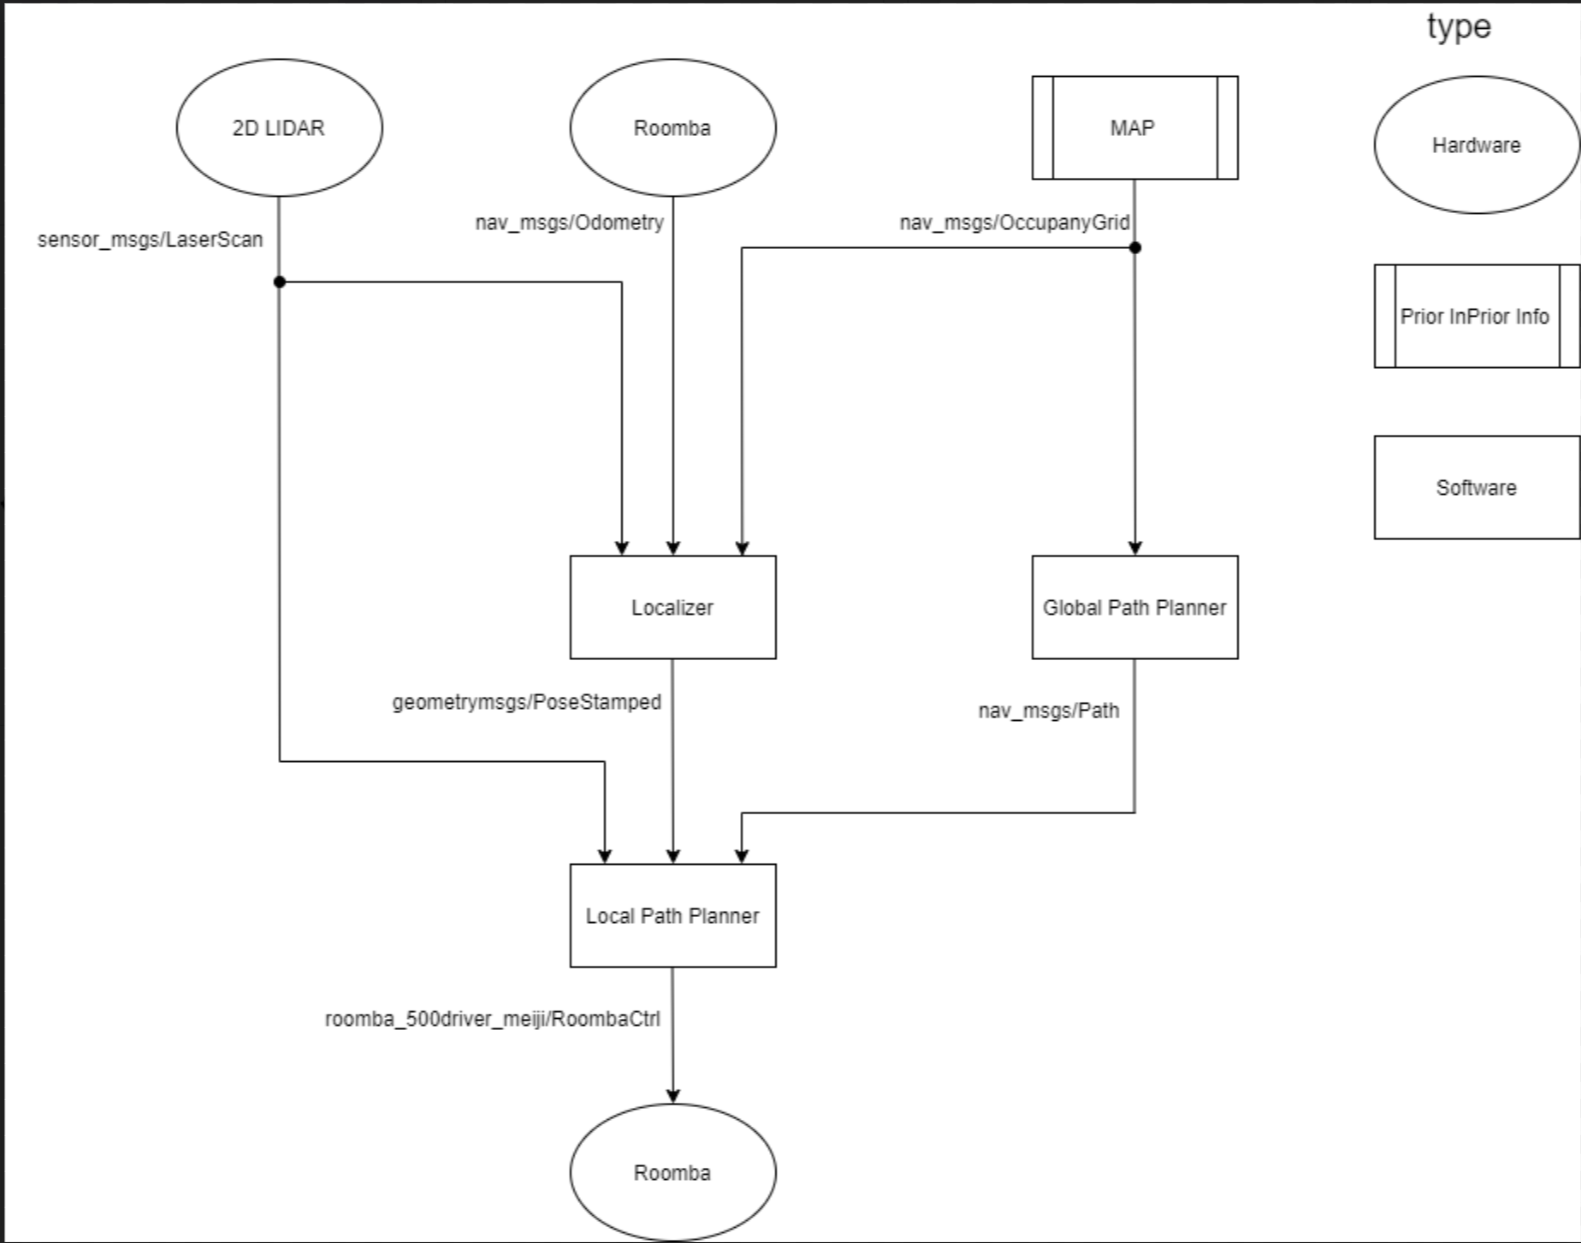 type
2D LIDAR
Roomba
MAP
Hardware
sensor_msgs/LaserScan
nav_msgs/Odometry
nav_msgs/OccupanyGrid
Prior InPrior Info
Software
Localizer
Global Path Planner
geometrymsgs/PoseStamped
nav_msgs/Path
Local Path Planner
roomba_500driver_meiji/RoombaCtrl
Roomba